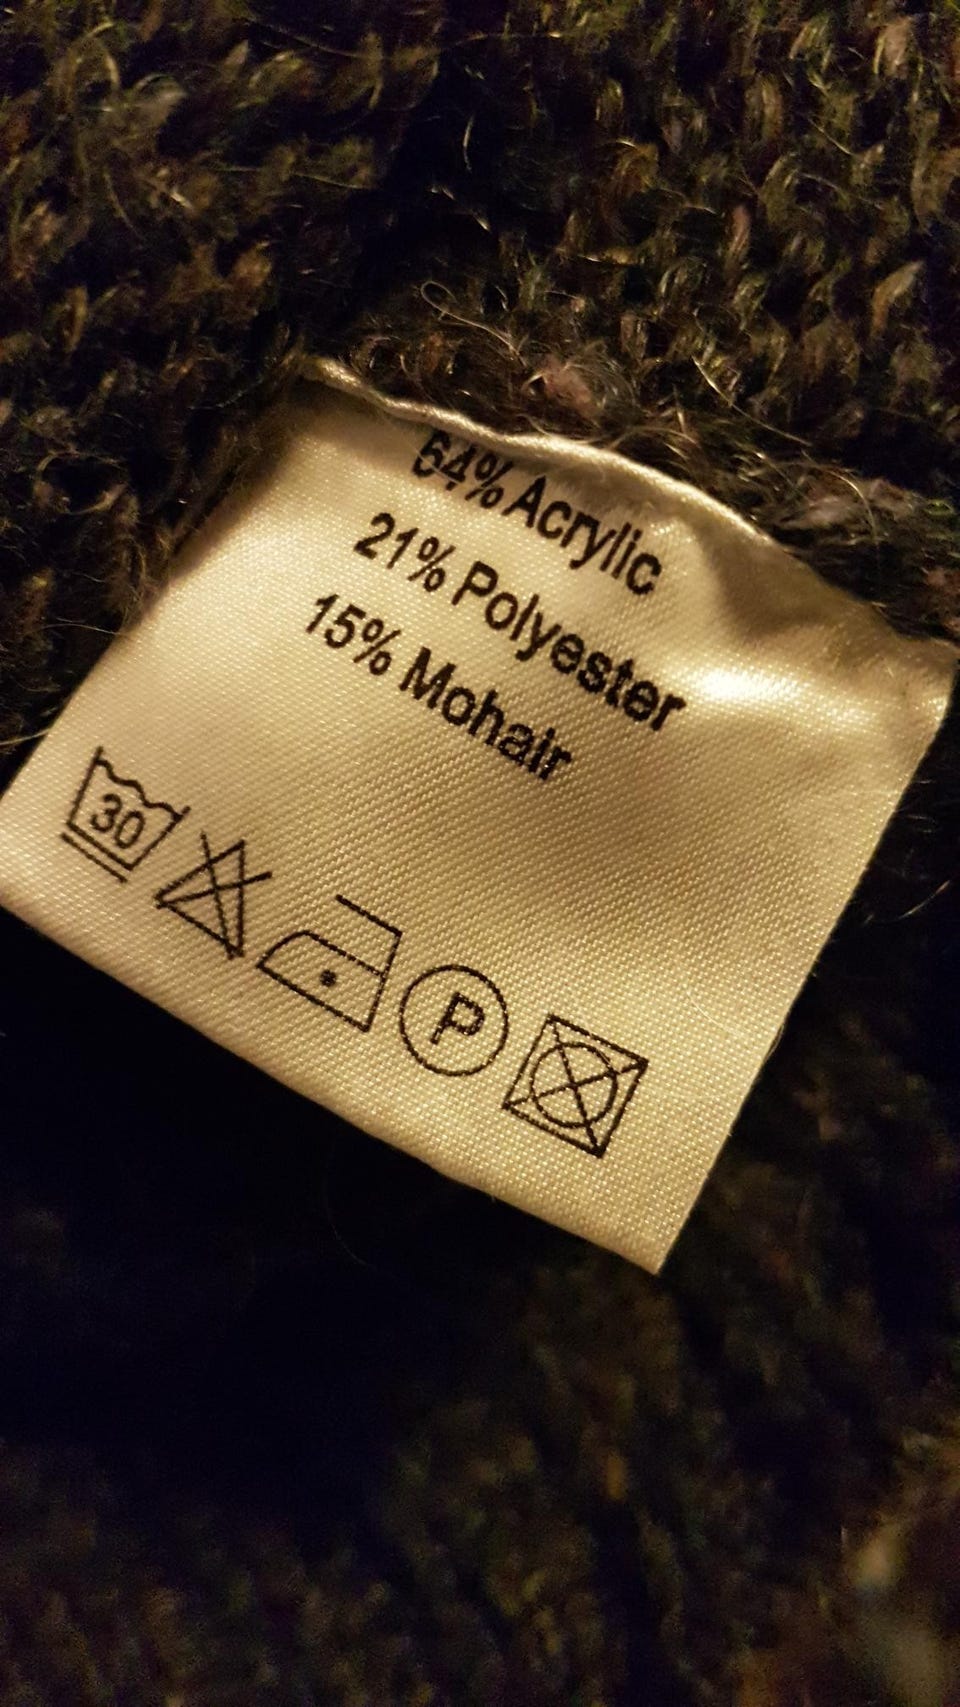 64% Acrylic
21% Polyester
15% Mohair
30
P